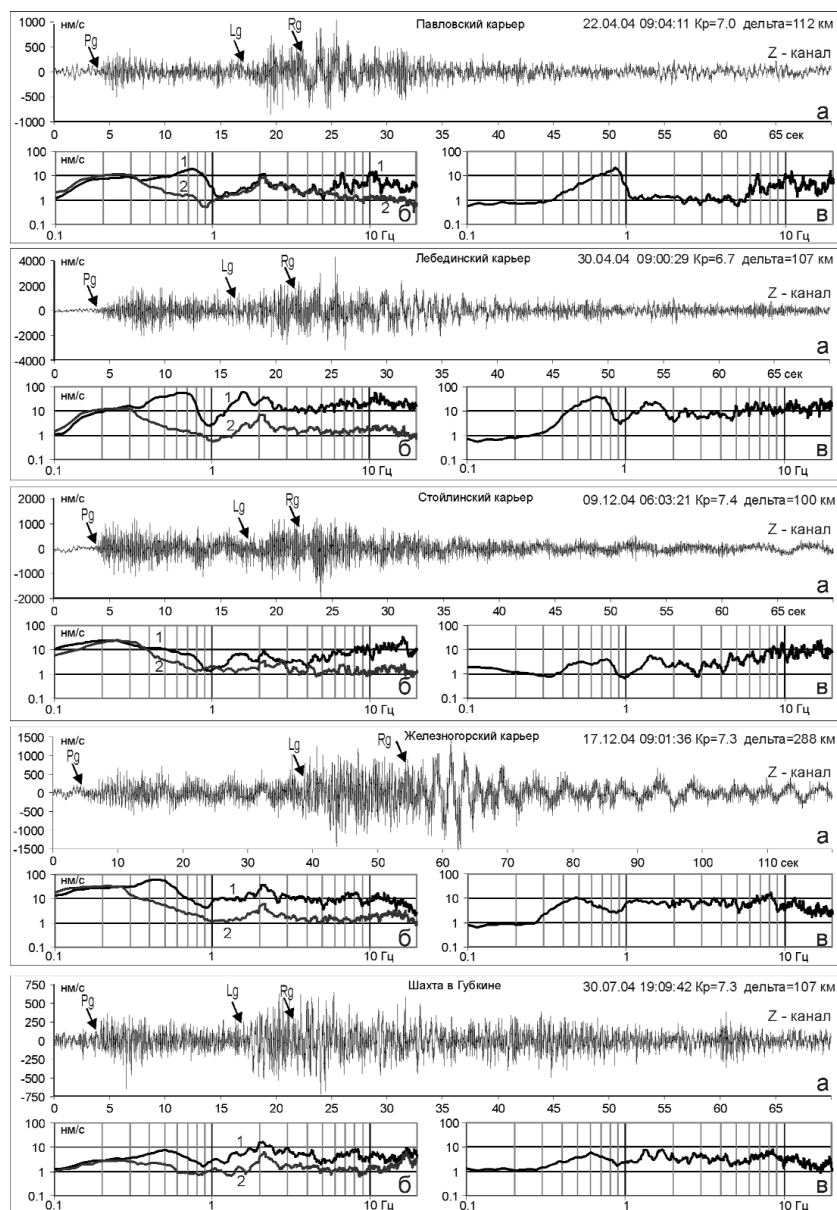 нм/с Павловский карьер 22.04.04 09:04:11 Кр=7.0 дельта=112 км
Pg Lg Rg Z - канал
1000
500
0
-500
-1000
а
0 5 10 15 20 25 30 35 40 45 50 55 60 65 сек
нм/с 1 2 1 2 б
100
10
1
0.1
0.1 1 10 Гц
в
100
10
1
0.1
0.1 1 10 Гц
нм/с Лебединский карьер 30.04.04 09:00:29 Кр=6.7 дельта=107 км
Pg Lg Rg Z - канал
4000
2000
0
-2000
-4000
а
0 5 10 15 20 25 30 35 40 45 50 55 60 65 сек
нм/с 1 2 б
100
10
1
0.1
0.1 1 10 Гц
в
100
10
1
0.1
0.1 1 10 Гц
нм/с Стойлинский карьер 09.12.04 06:03:21 Кр=7.4 дельта=100 км
Pg Lg Rg Z - канал
2000
1000
0
-1000
-2000
а
0 5 10 15 20 25 30 35 40 45 50 55 60 65 сек
нм/с 1 2 б
100
10
1
0.1
0.1 1 10 Гц
в
100
10
1
0.1
0.1 1 10 Гц
нм/с Железногорский карьер 17.12.04 09:01:36 Кр=7.3 дельта=288 км
Pg Lg Rg Z - канал
1500
1000
500
0
-500
-1000
-1500
а
0 10 20 30 40 50 60 70 80 90 100 110 сек
нм/с 1 2 б
100
10
1
0.1
0.1 1 10 Гц
в
100
10
1
0.1
0.1 1 10 Гц
нм/с Шахта в Губкине 30.07.04 19:09:42 Кр=7.3 дельта=107 км
Pg Lg Rg Z - канал
750
500
250
0
-250
-500
-750
а
0 5 10 15 20 25 30 35 40 45 50 55 60 65
нм/с 1 2 б
100
10
1
0.1
0.1 1 10 Гц
в
100
10
1
0.1
0.1 1 10 Гц